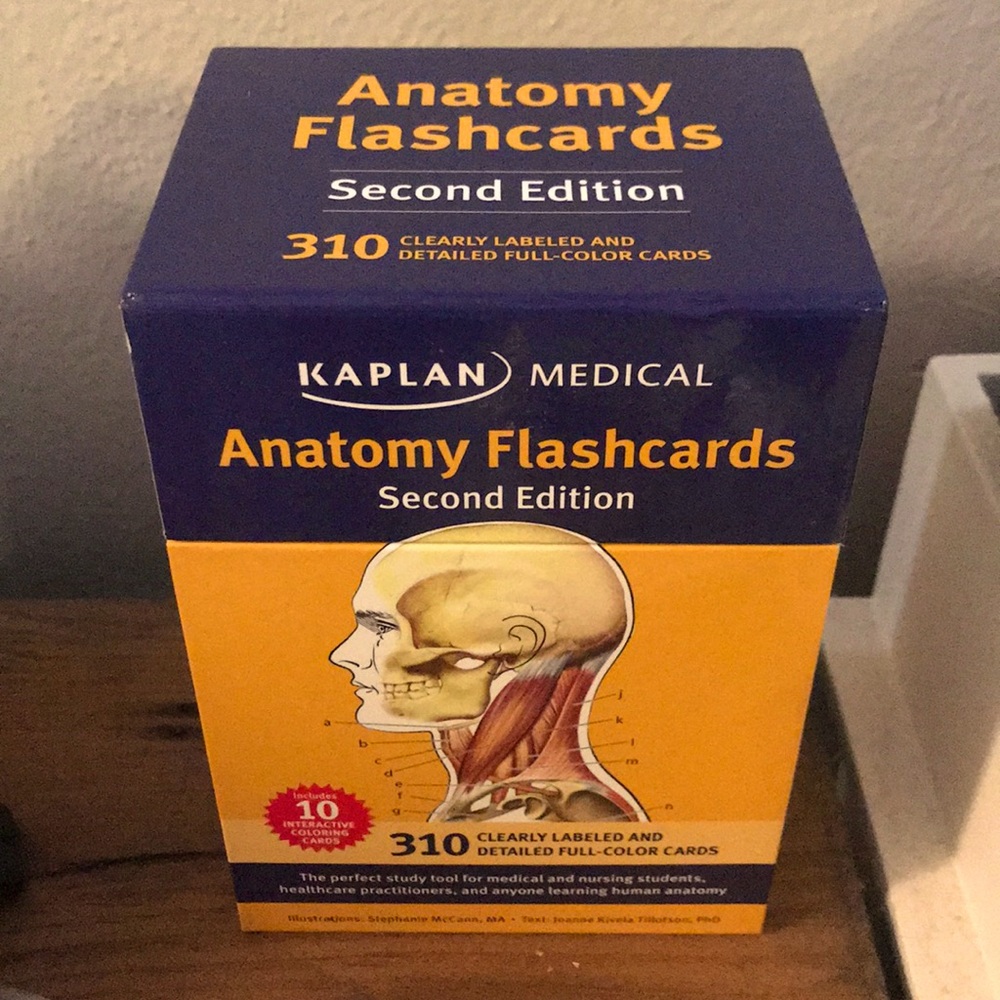 Anatomy
Flashcards
Second Edition
310 CLEARLY LABELED AND
DETAILED FULL-COLOR CARDS
KAPLAN MEDICAL
Anatomy Flashcards
Second Edition
a
b
c
d
e
f
g
j
k
l
m
n
Includes
10
INTERACTIVE
COLORING
CARDS
310 CLEARLY LABELED AND
DETAILED FULL-COLOR CARDS
The perfect study tool for medical and nursing students,
healthcare practitioners, and anyone learning human anatomy
Illustrations: Stephanie McCann, MA • Text: Joanne Kivela Tillotson, PhD